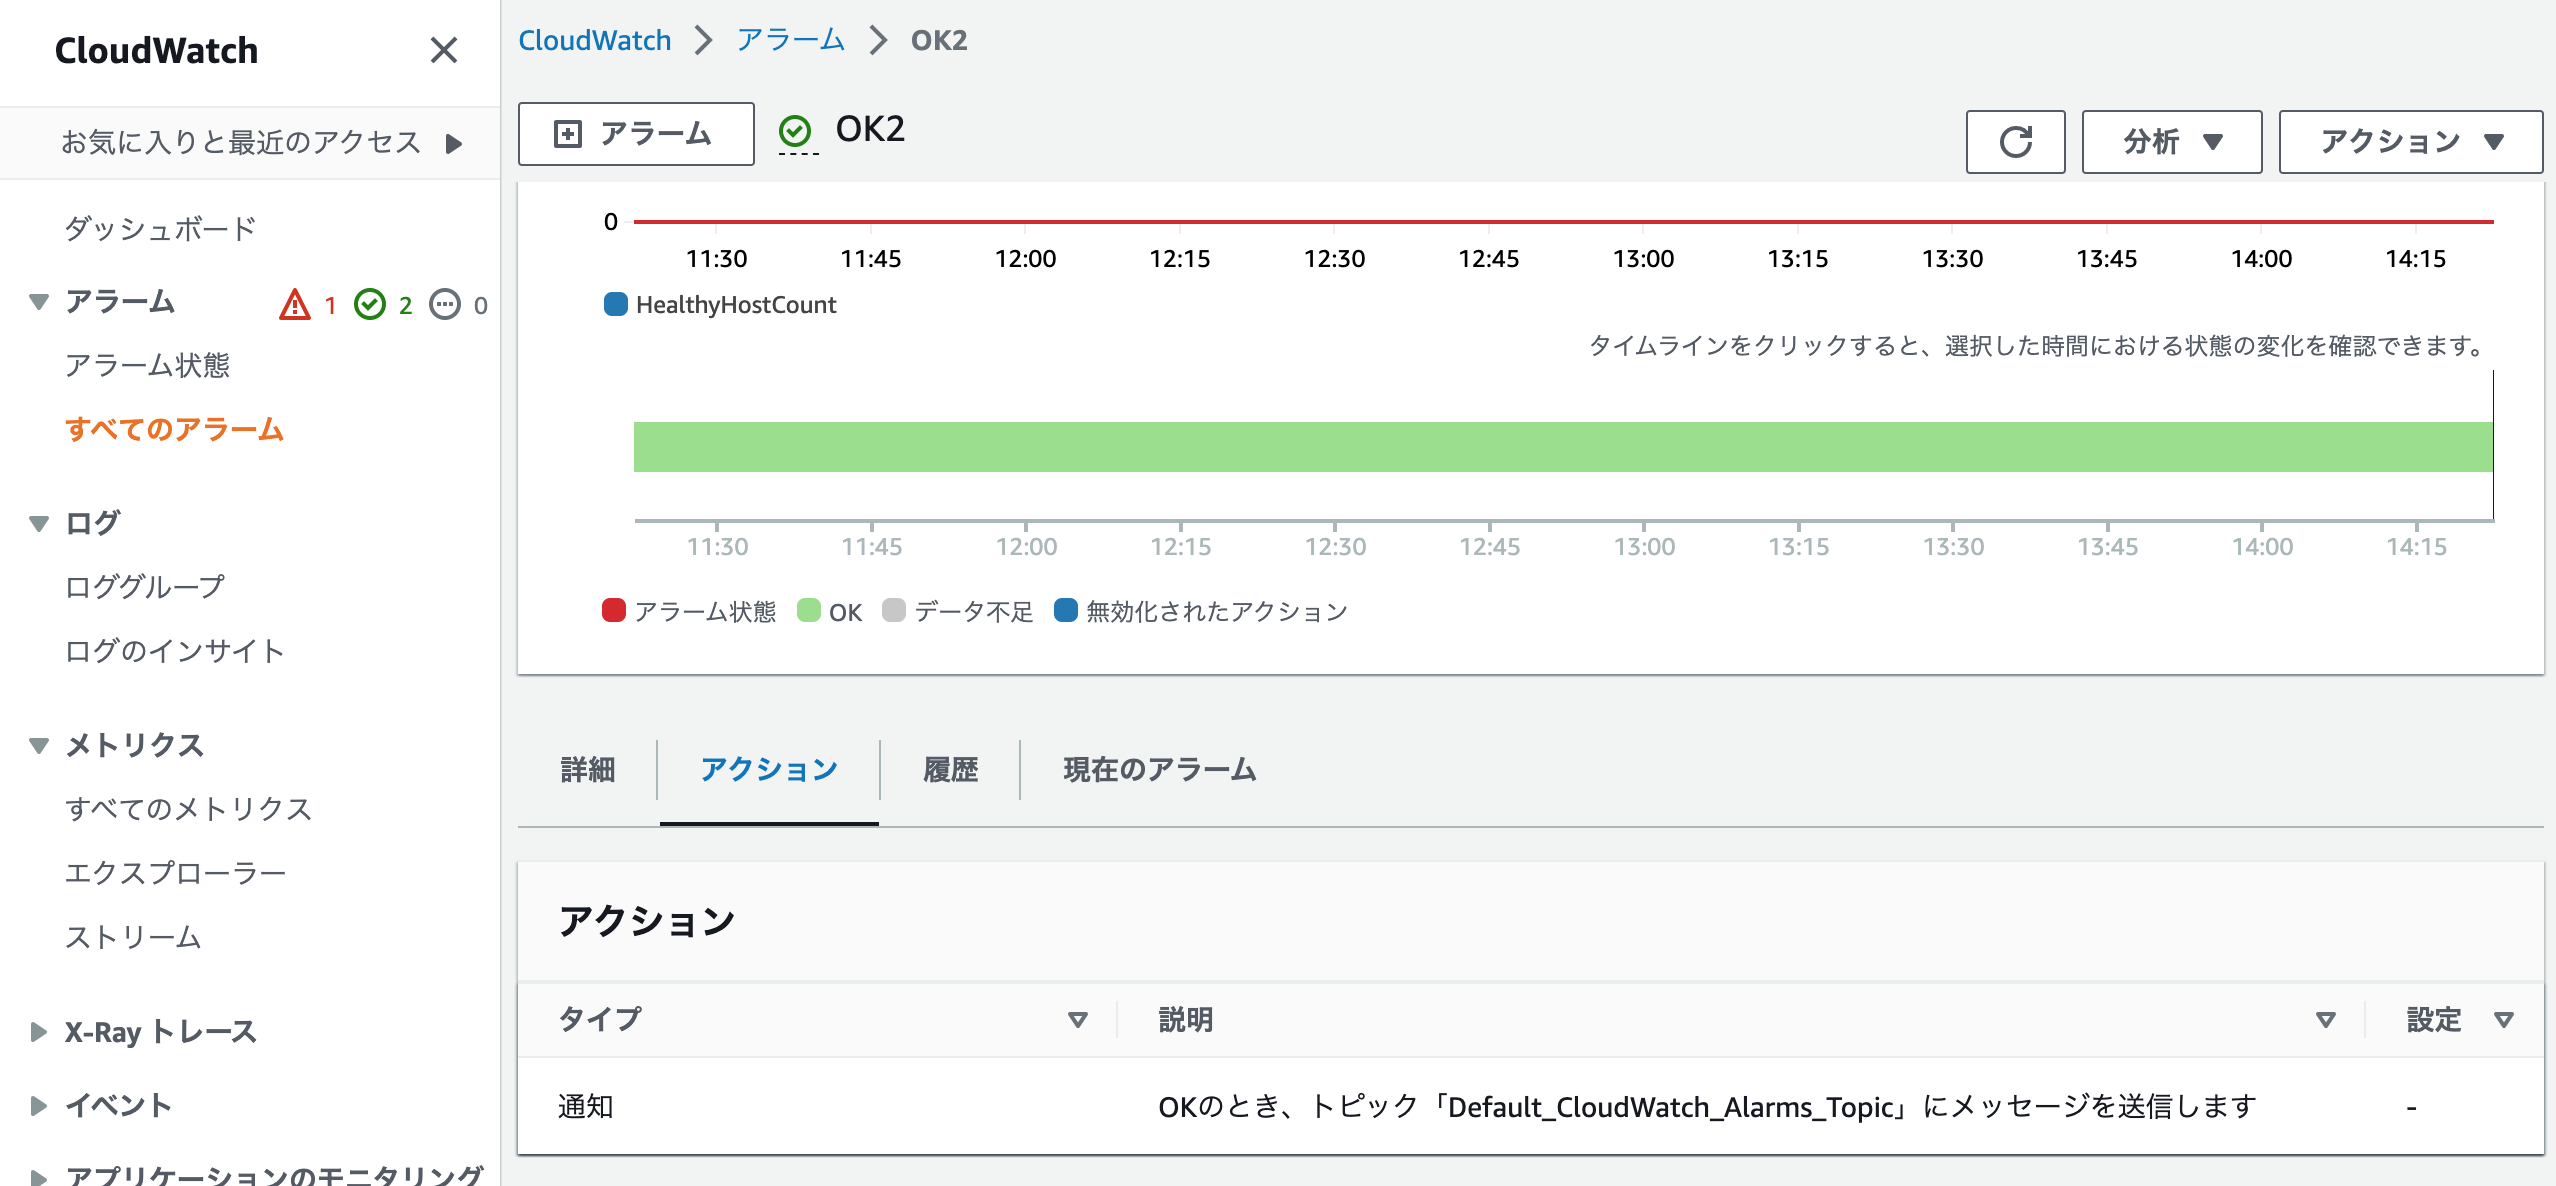 CloudWatch
お気に入りと最近のアクセス
ダッシュボード
アラーム 1 2 0
アラーム状態
すべてのアラーム
ログ
ロググループ
ログのインサイト
メトリクス
すべてのメトリクス
エクスプローラー
ストリーム
X-Ray トレース
イベント
アプリケーションのモニタリング
CloudWatch アラーム OK2
アラーム OK2 分析 アクション
0
11:30 11:45 12:00 12:15 12:30 12:45 13:00 13:15 13:30 13:45 14:00 14:15
HealthyHostCount
タイムラインをクリックすると、選択した時間における状態の変化を確認できます。
11:30 11:45 12:00 12:15 12:30 12:45 13:00 13:15 13:30 13:45 14:00 14:15
アラーム状態 OK データ不足 無効化されたアクション
詳細 アクション 履歴 現在のアラーム
アクション
タイプ 説明 設定
通知 OKのとき、トピック「Default_CloudWatch_Alarms_Topic」にメッセージを送信します -